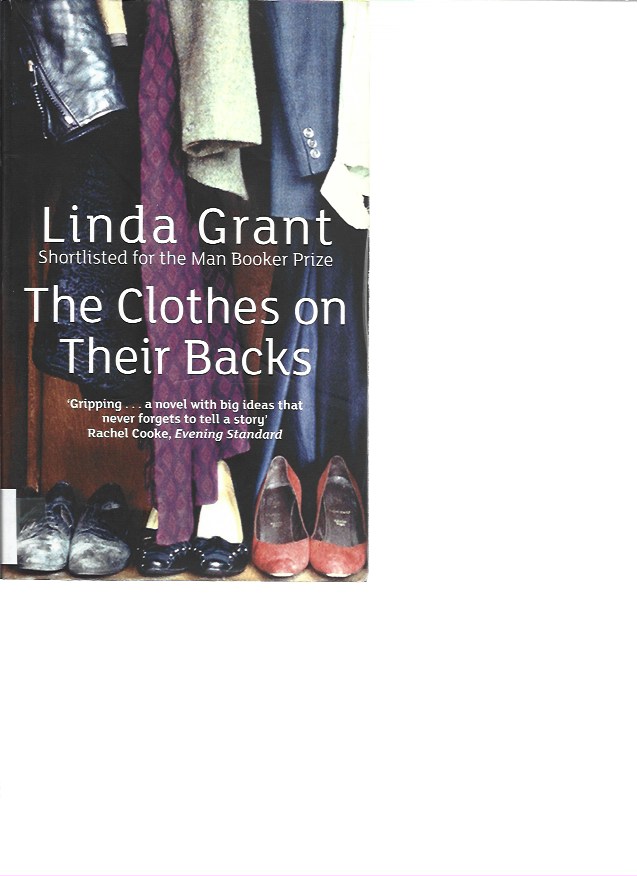 Linda Grant
Shortlisted for the Man Booker Prize
The Clothes on
Their Backs
‘Gripping . . . a novel with big ideas that
never forgets to tell a story’
Rachel Cooke, Evening Standard